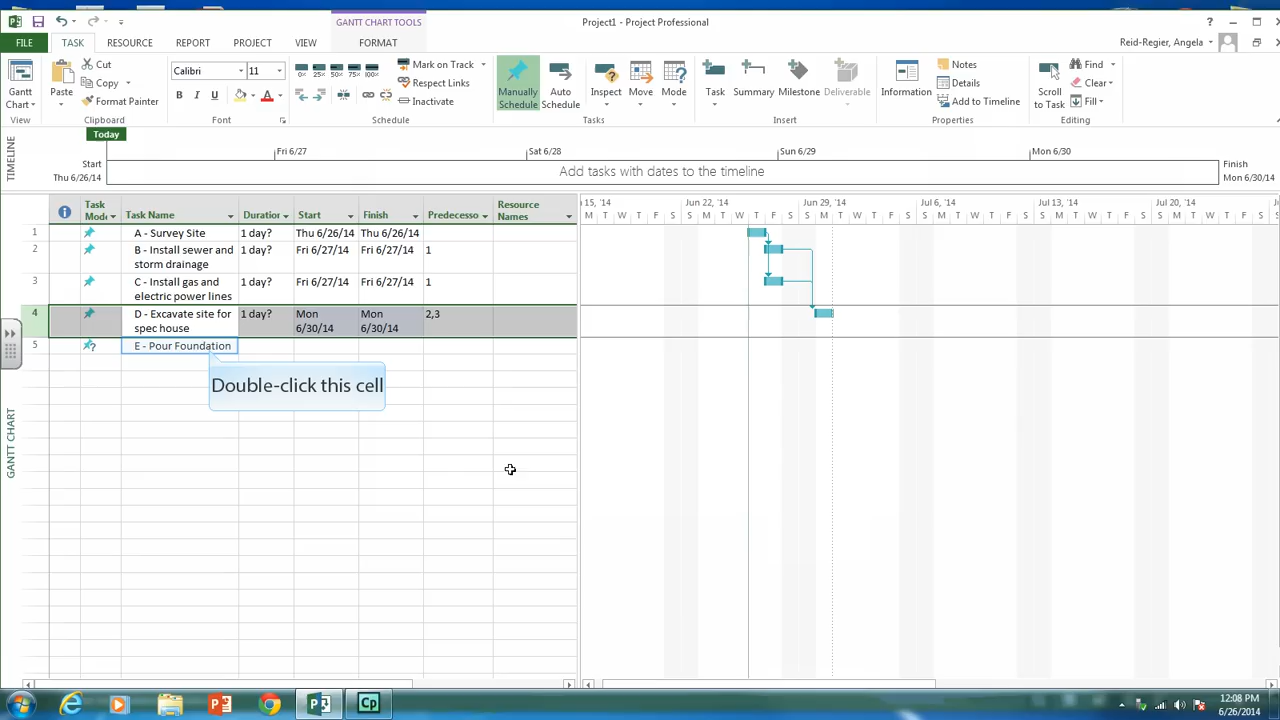 GANTT CHART TOOLS
Project1 - Project Professional
?
FILE
TASK
RESOURCE
REPORT
PROJECT
VIEW
FORMAT
Reid-Regier, Angela
Gantt
Chart
View
Paste
Cut
Copy
Format Painter
Clipboard
Calibri
11
B I U A
Font
0%
25%
50%
75%
100%
Mark on Track
Respect Links
Inactivate
Schedule
Manually
Schedule
Auto
Schedule
Inspect
Move
Mode
Tasks
Task
Summary
Milestone
Deliverable
Insert
Information
Notes
Details
Add to Timeline
Properties
Scroll
to Task
Find
Clear
Fill
Editing
TIMELINE
Today
Start
Thu 6/26/14
Fri 6/27
Sat 6/28
Sun 6/29
Mon 6/30
Add tasks with dates to the timeline
Finish
Mon 6/30/14
GANTT CHART
Task
Mode
Task Name
Duration
Start
Finish
Predecesso
Resource
Names
15, '14
Jun 22, '14
Jun 29, '14
Jul 6, '14
Jul 13, '14
Jul 20, '14
Ju
M T W T F S S M T W T F S S M T W T F S S M T W T F S S M T W T F S S M T W T F S S
1 A - Survey Site 1 day? Thu 6/26/14 Thu 6/26/14
2 B - Install sewer and 1 day? Fri 6/27/14 Fri 6/27/14 1
storm drainage
3 C - Install gas and 1 day? Fri 6/27/14 Fri 6/27/14 1
electric power lines
4 D - Excavate site for 1 day? Mon Mon 2,3
spec house 6/30/14 6/30/14
5 E - Pour Foundation
Double-click this cell
Cp
12:08 PM
6/26/2014